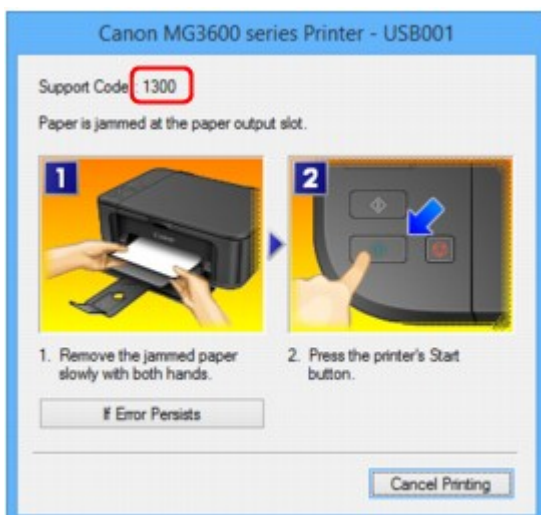 Canon MG3600 series Printer - USB001
Support Code : 1300
Paper is jammed at the paper output slot.
1
2
Canon
1. Remove the jammed paper
slowly with both hands.
2. Press the printer's Start
button.
If Error Persists
Cancel Printing